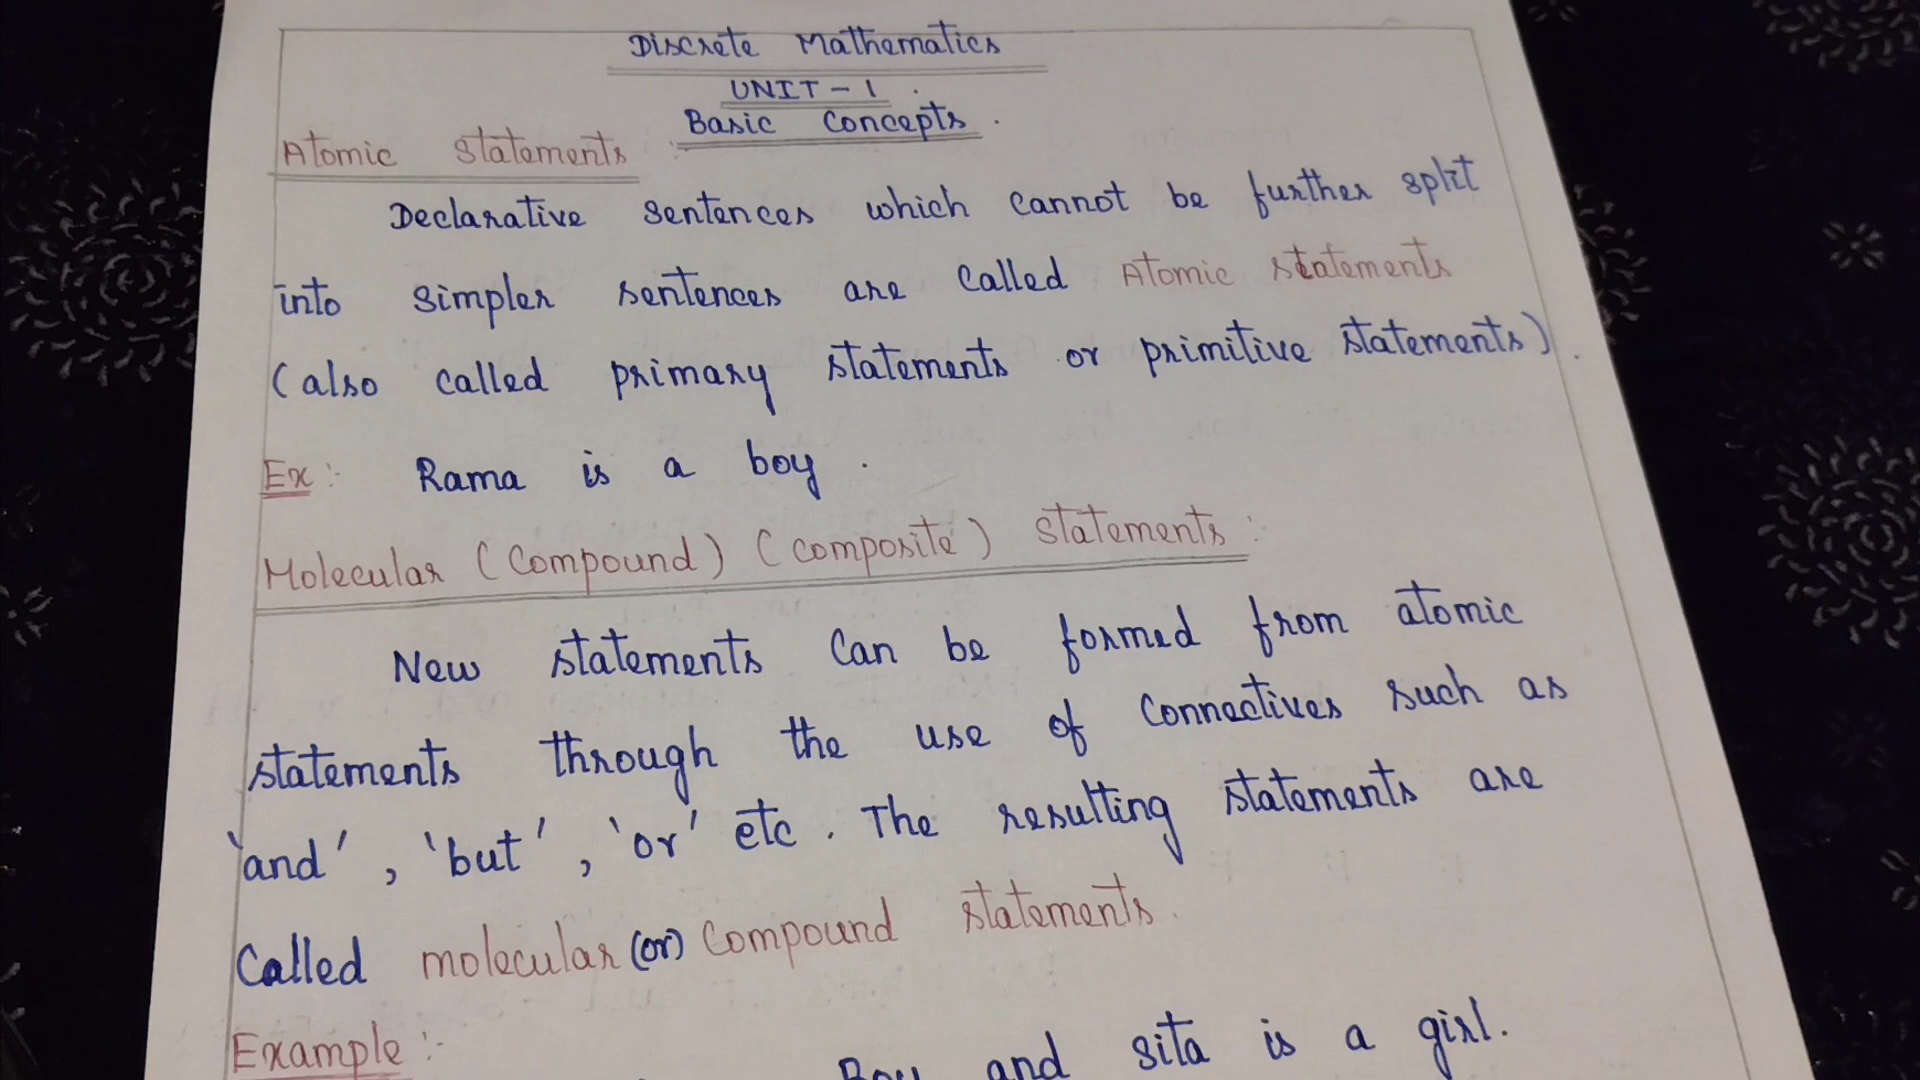 Discrete Mathematics
UNIT - 1
Basic Concepts.
Atomic Statements
Declarative sentences which cannot be further split
into simpler sentences are called Atomic statements
(also called primary statements or primitive statements).
Ex:- Rama is a boy.
Molecular (Compound) (Composite) Statements:
New statements can be formed from atomic
statements through the use of connectives such as
'and', 'but', 'or' etc. The resulting statements are
called molecular (or) compound statements.
Example:- Boy and sita is a girl.